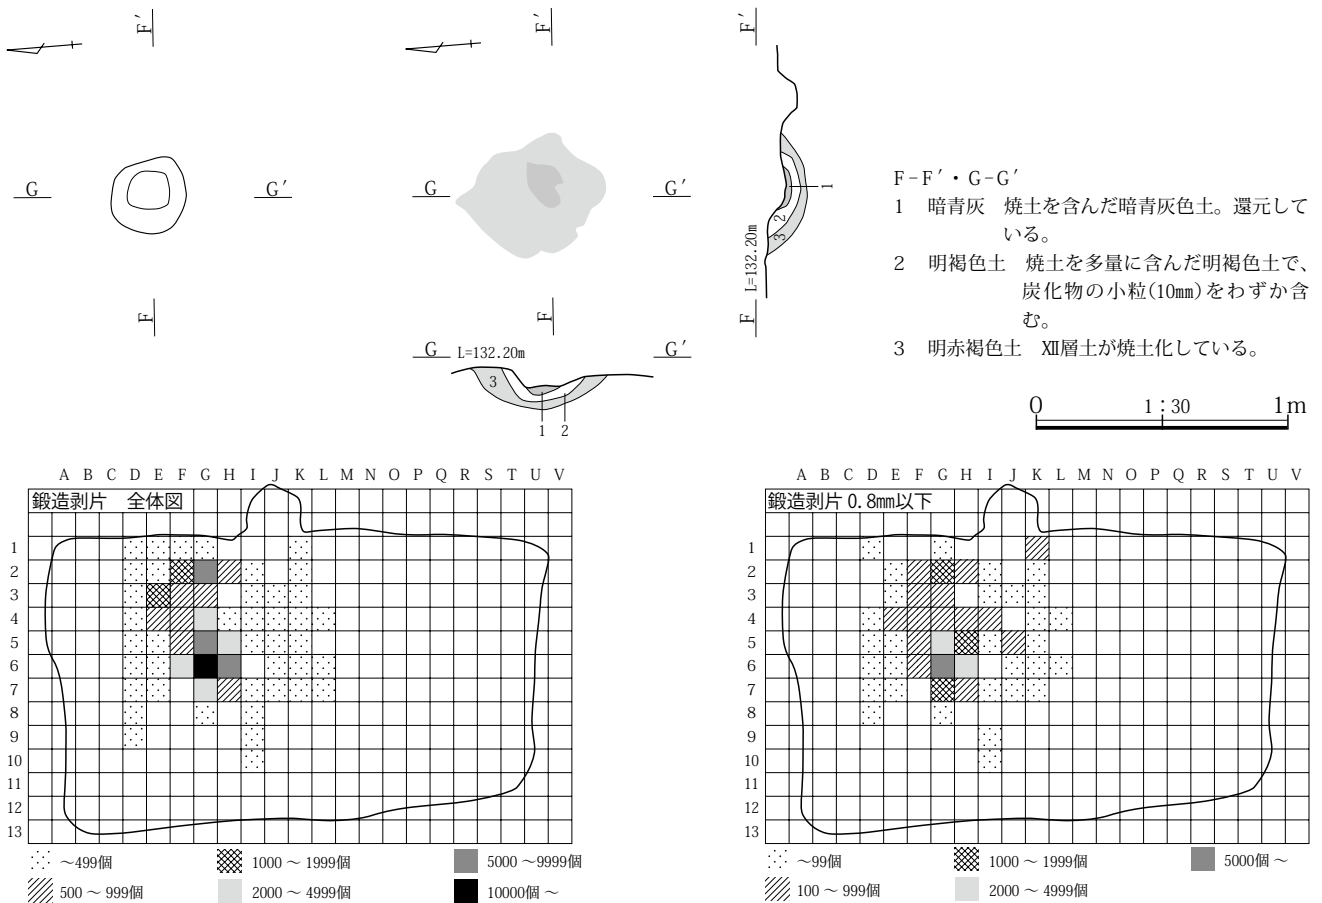 F′
F′
F′
G
G′
G
G′
1
2
3
L=132.20m
F
F
F
G
L=132.20m
G′
3
1
2
F-F′・G-G′
1 暗青灰 焼土を含んだ暗青灰色土。還元して
いる。
2 明褐色土 焼土を多量に含んだ明褐色土で、
炭化物の小粒(10㎜)をわずか含
む。
3 明赤褐色土 Ⅻ層土が焼土化している。
0 1：30 1m
A B C D E F G H I J K L M N O P Q R S T U V
鍛造剥片 全体図
1
2
3
4
5
6
7
8
9
10
11
12
13
～499個
500 ～ 999個
1000 ～ 1999個
2000 ～ 4999個
5000 ～9999個
10000個 ～
A B C D E F G H I J K L M N O P Q R S T U V
鍛造剥片 0.8mm以下
1
2
3
4
5
6
7
8
9
10
11
12
13
～99個
100 ～ 999個
1000 ～ 1999個
2000 ～ 4999個
5000個 ～